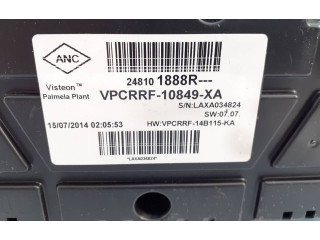 ANC
24810 1888R---
Visteon™
Palmela Plant
VPCRRF-10849-XA
S/N:LAXA034824
SW:07.07.
15/07/2014 02:05:53
HW:VPCRRF-14B115-KA
*LAXA034824*